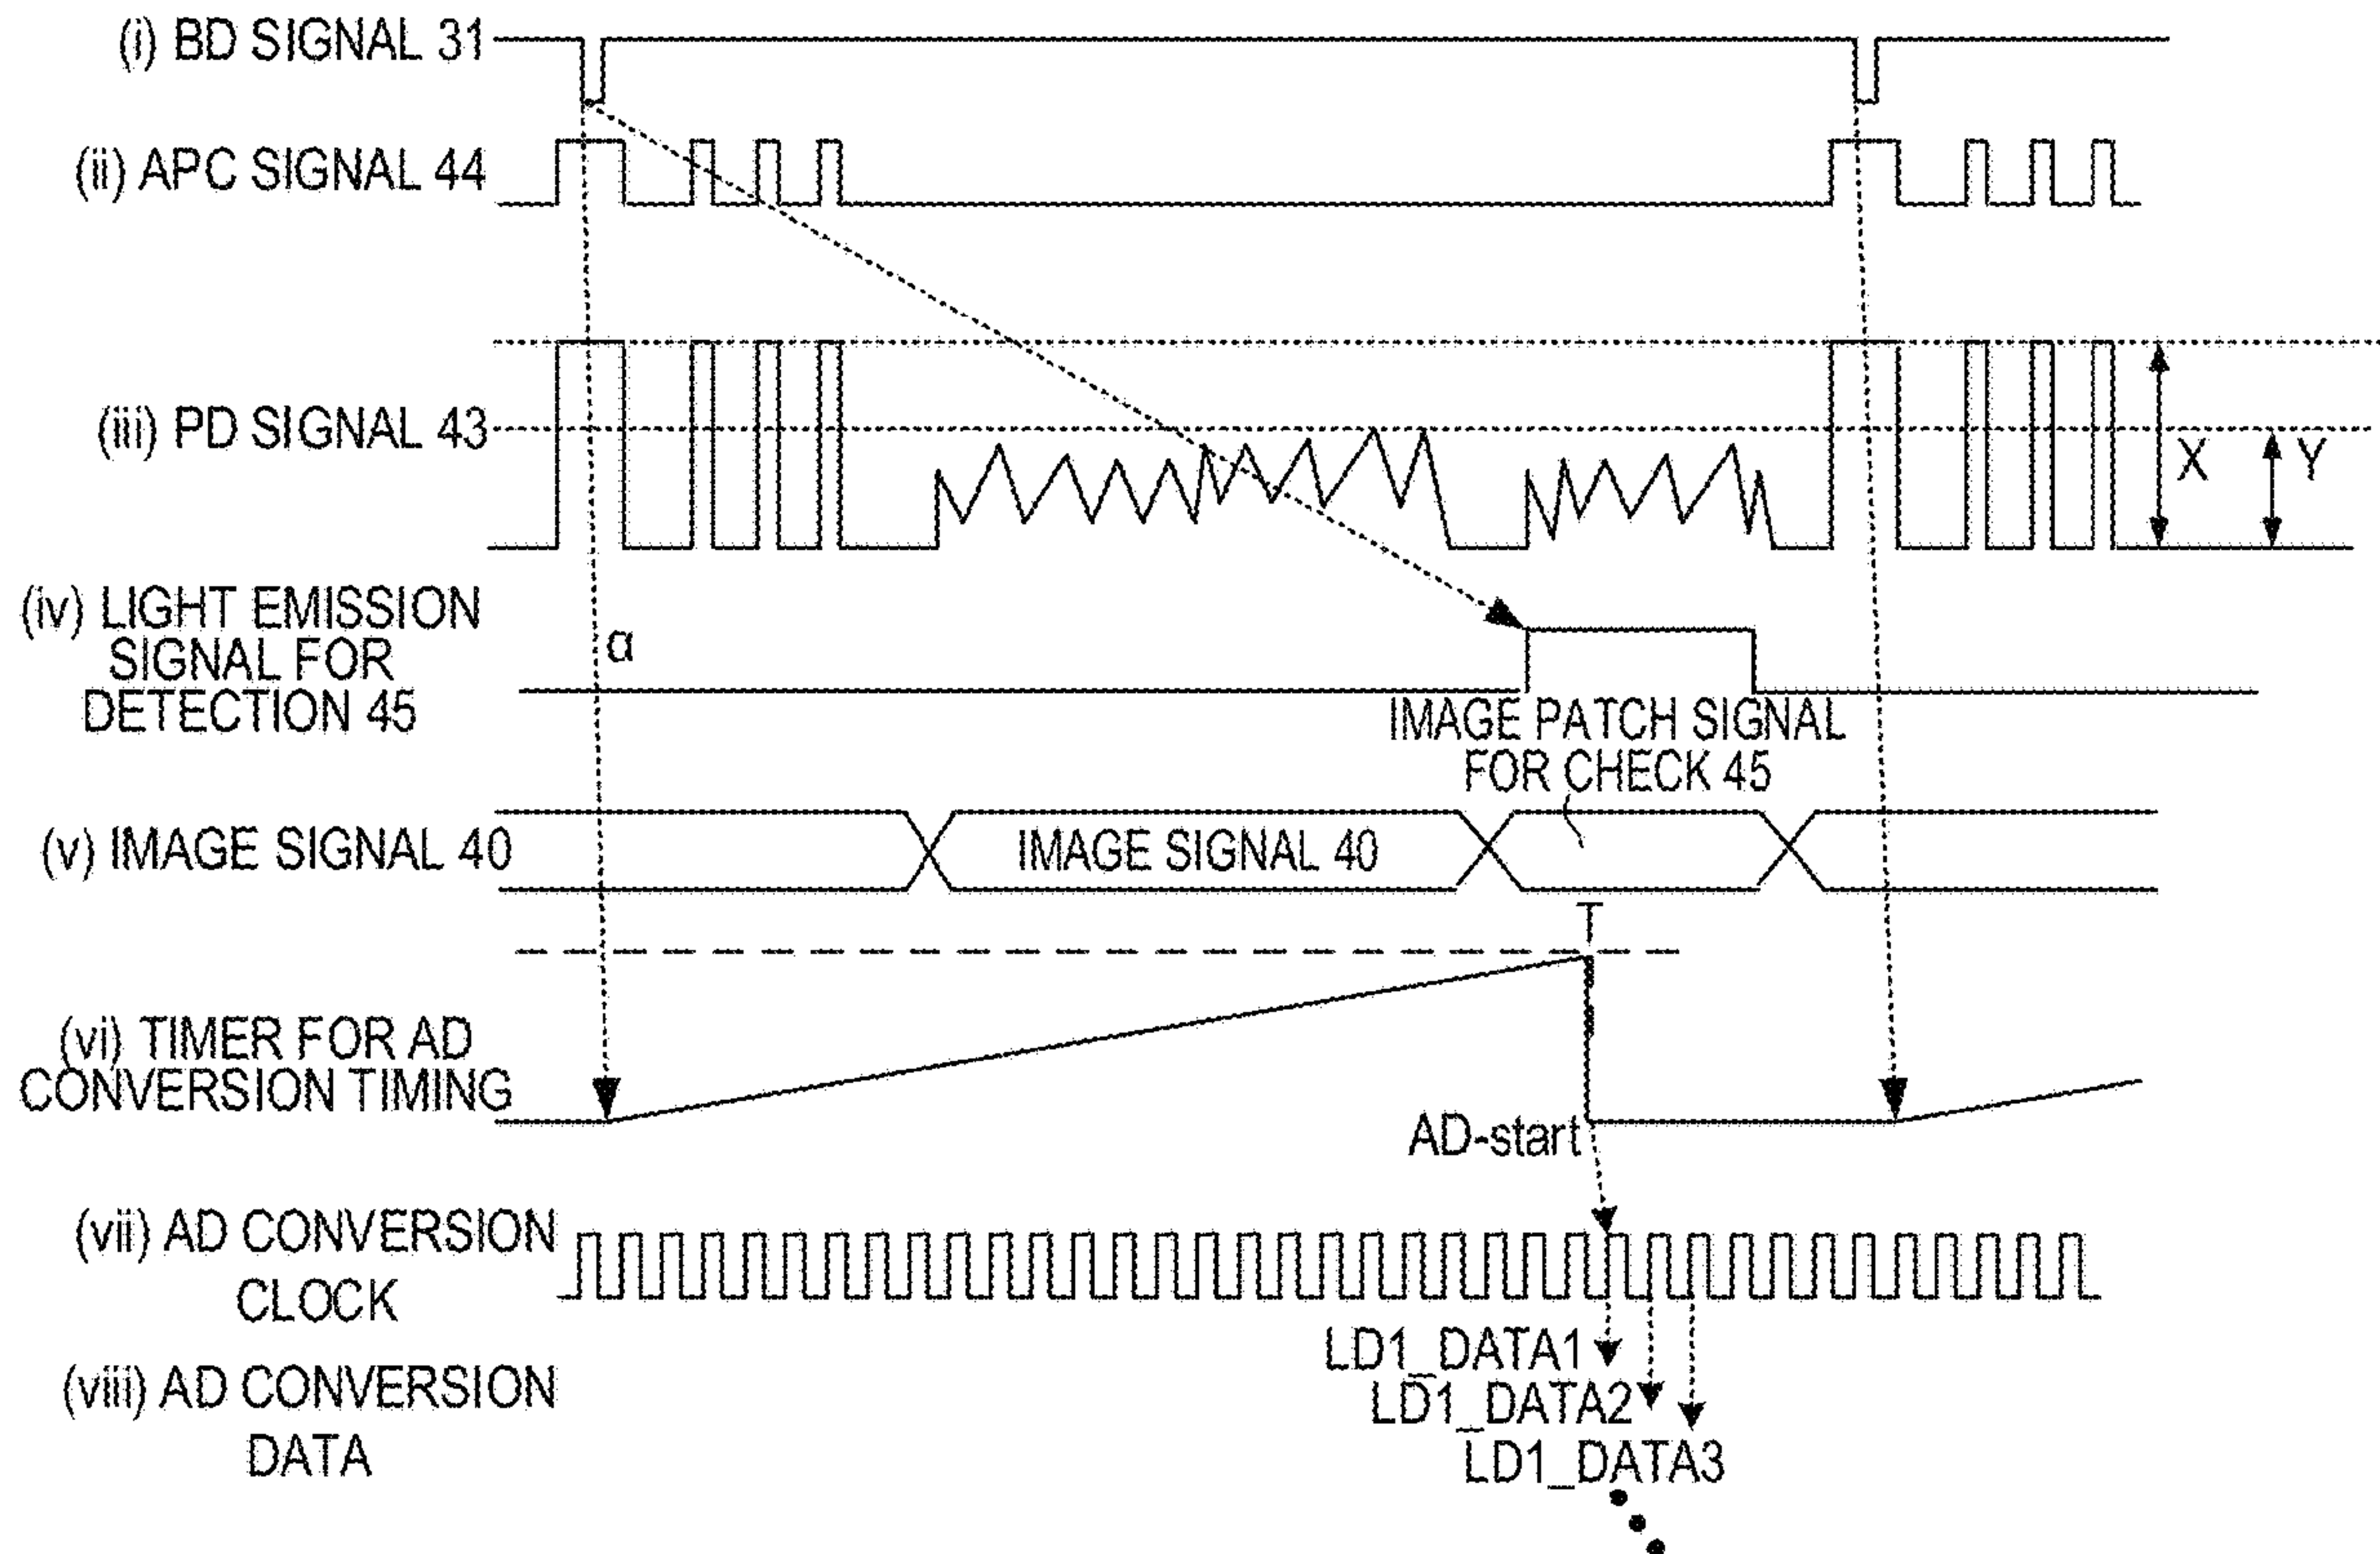 (i) BD SIGNAL 31
(ii) APC SIGNAL 44
(iii) PD SIGNAL 43
X
Y
(iv) LIGHT EMISSION
SIGNAL FOR
DETECTION 45
α
IMAGE PATCH SIGNAL
FOR CHECK 45
(v) IMAGE SIGNAL 40
IMAGE SIGNAL 40
T
(vi) TIMER FOR AD
CONVERSION TIMING
AD-start
(vii) AD CONVERSION
CLOCK
LD1_DATA1
(viii) AD CONVERSION
DATA
LD1_DATA2
LD1_DATA3